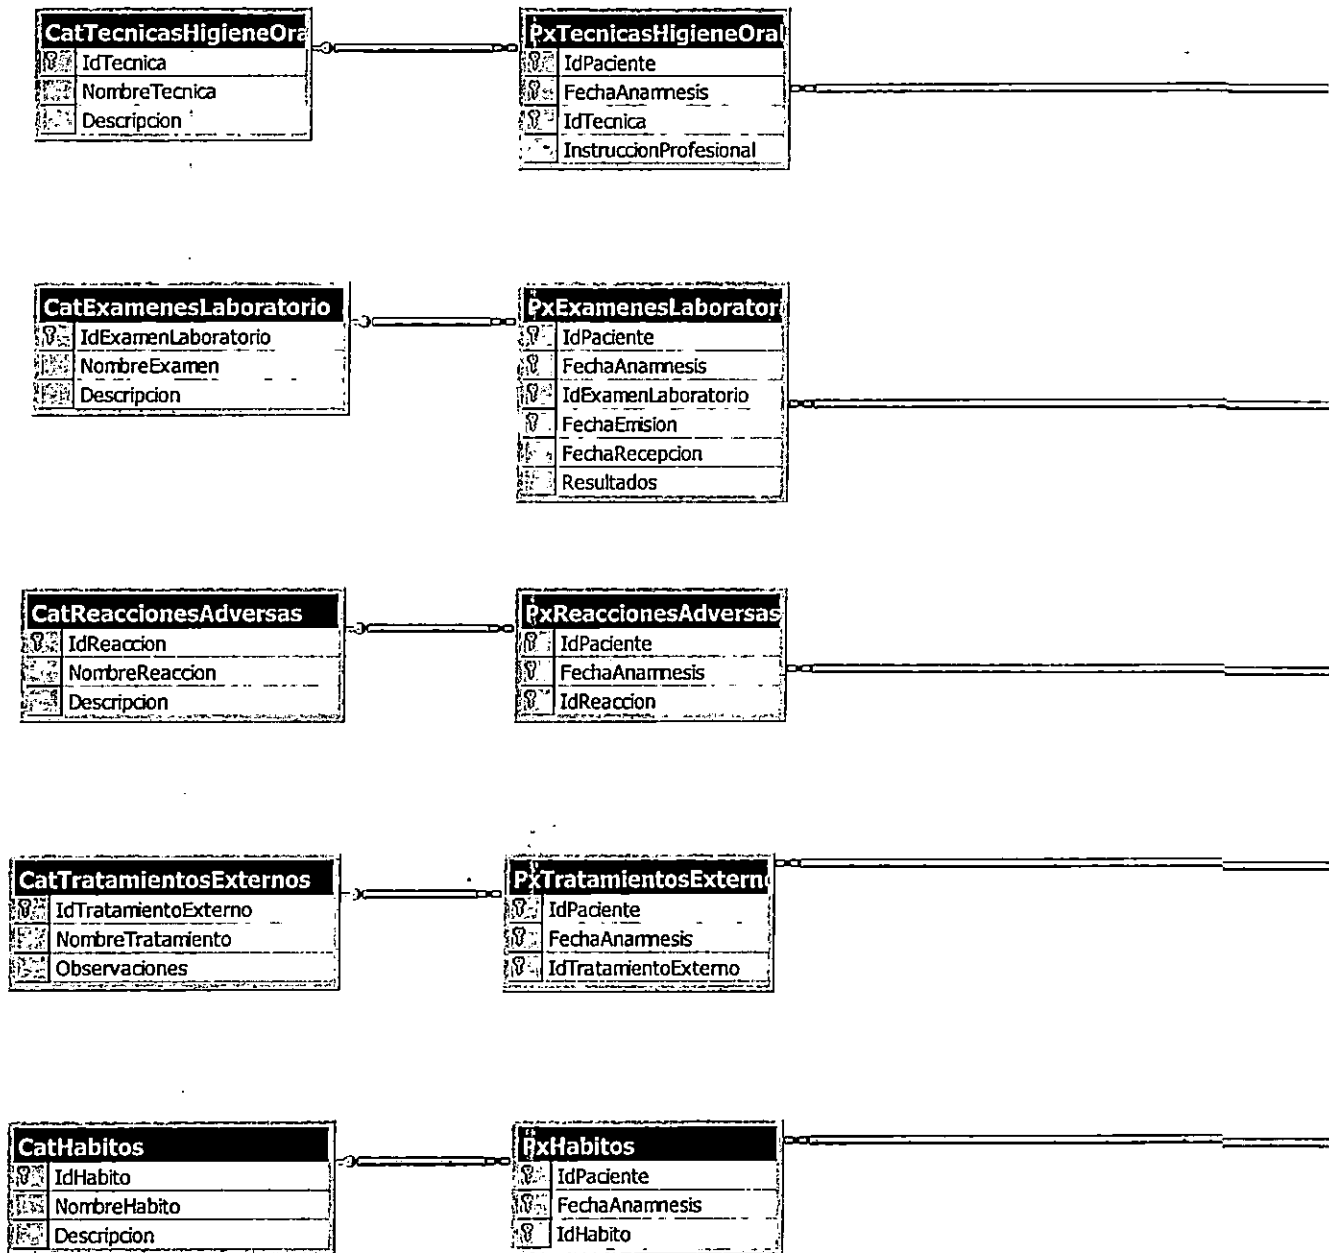 CatTecnicasHigieneOra
IdTecnica
NombreTecnica
Descripcion
PxTecnicasHigieneOral
IdPaciente
FechaAnamnesis
IdTecnica
InstruccionProfesional
CatExamenesLaboratorio
IdExamenLaboratorio
NombreExamen
Descripcion
PxExamenesLaborator
IdPaciente
FechaAnamnesis
IdExamenLaboratorio
FechaEmision
FechaRecepcion
Resultados
CatReaccionesAdversas
IdReaccion
NombreReaccion
Descripcion
PxReaccionesAdversas
IdPaciente
FechaAnamnesis
IdReaccion
CatTratamientosExternos
IdTratamientoExterno
NombreTratamiento
Observaciones
PxTratamientosExterno
IdPaciente
FechaAnamnesis
IdTratamientoExterno
CatHabitos
IdHabito
NombreHabito
Descripcion
PxHabitos
IdPaciente
FechaAnamnesis
IdHabito